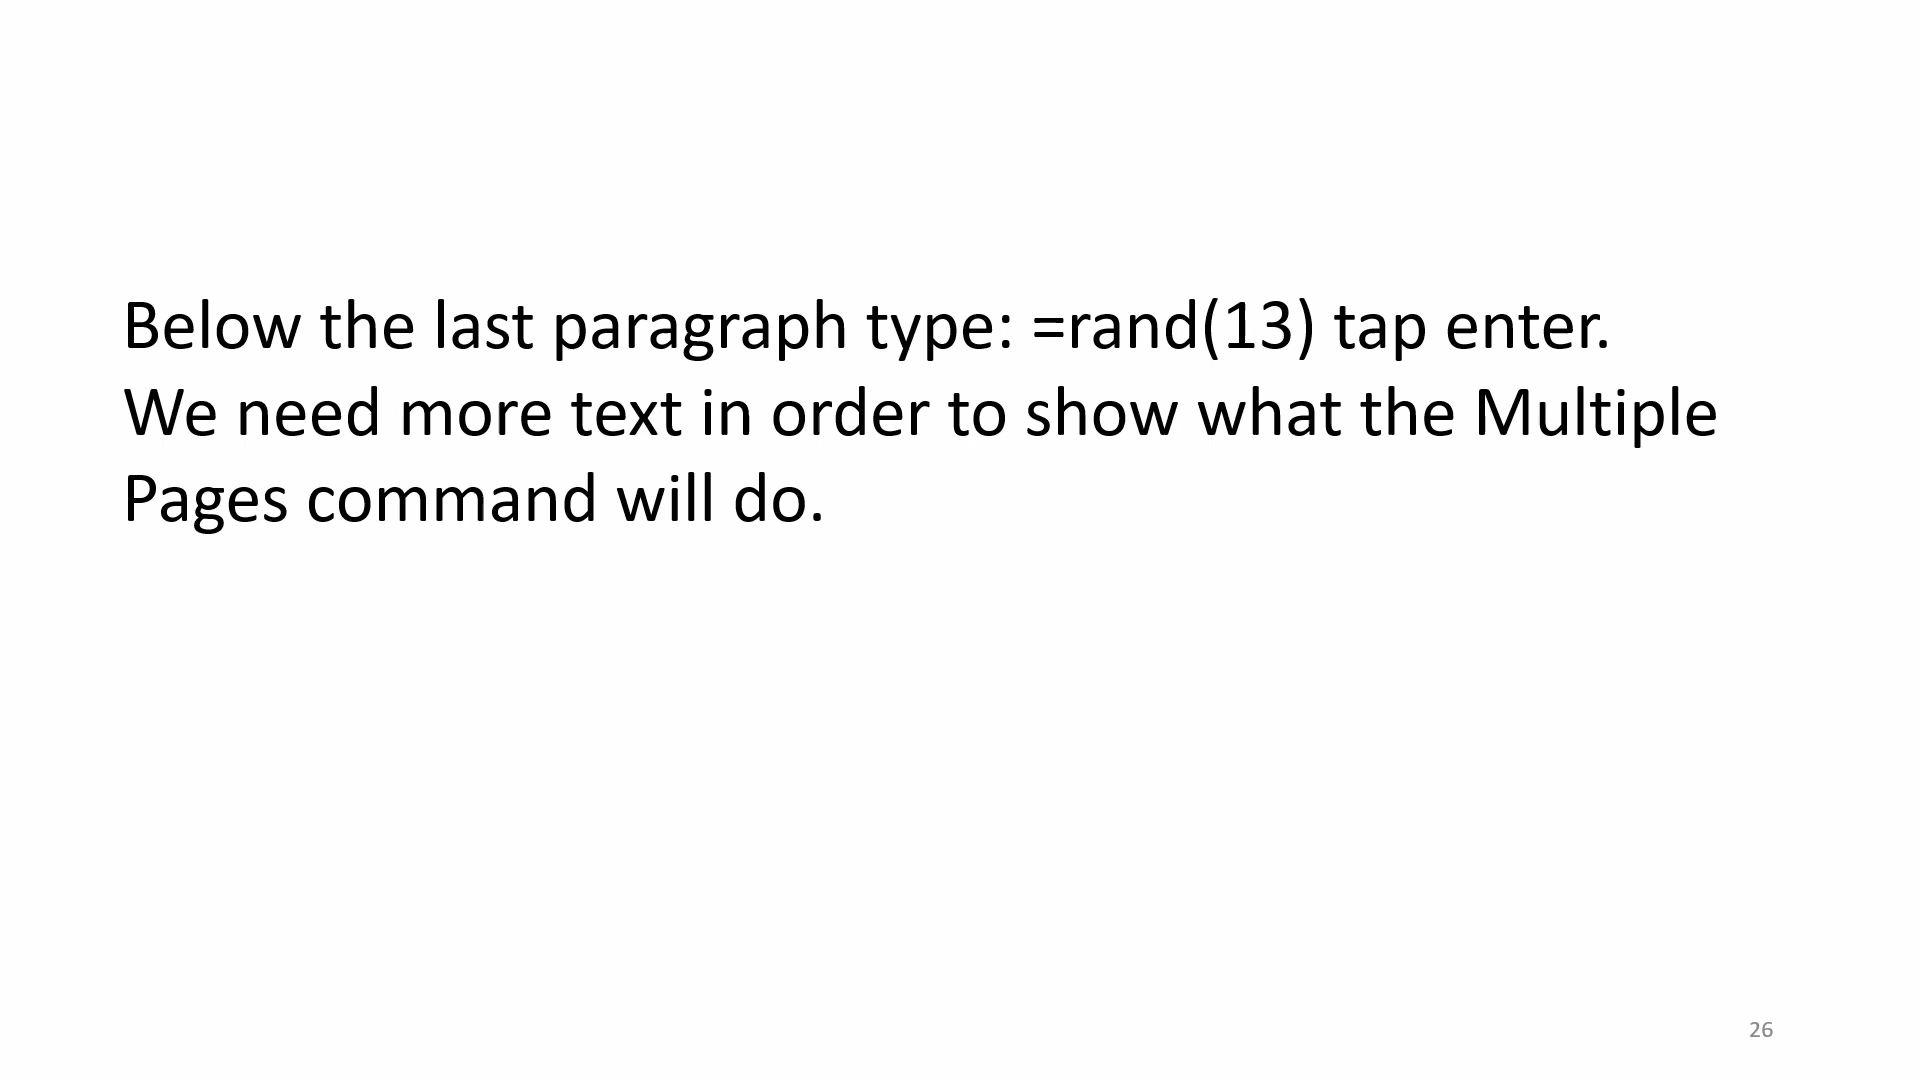 Below the last paragraph type: =rand(13) tap enter.
We need more text in order to show what the Multiple
Pages command will do.
26